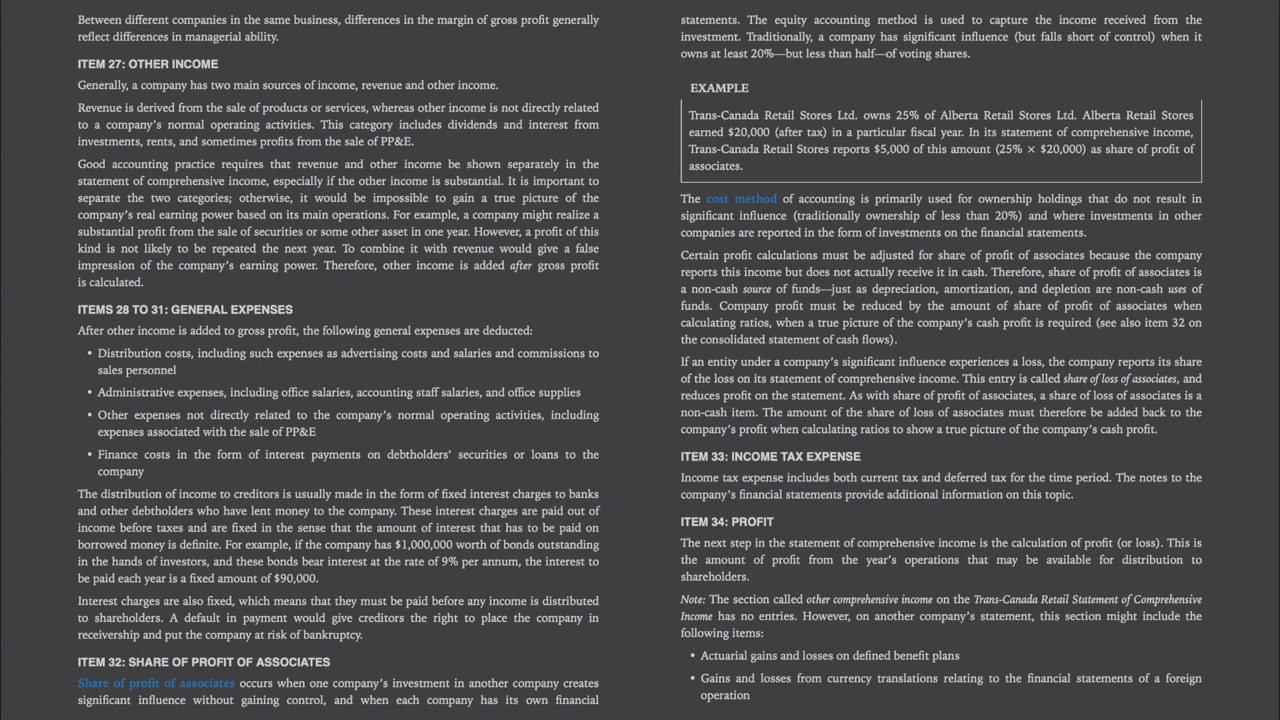 Between different companies in the same business, differences in the margin of gross profit generally
reflect differences in managerial ability.
ITEM 27: OTHER INCOME
Generally, a company has two main sources of income, revenue and other income.
Revenue is derived from the sale of products or services, whereas other income is not directly related
to a company's normal operating activities. This category includes dividends and interest from
investments, rents, and sometimes profits from the sale of PP&E.
Good accounting practice requires that revenue and other income be shown separately in the
statement of comprehensive income, especially if the other income is substantial. It is important to
separate the two categories; otherwise, it would be impossible to gain a true picture of the
company's real earning power based on its main operations. For example, a company might realize a
substantial profit from the sale of securities or some other asset in one year. However, a profit of this
kind is not likely to be repeated the next year. To combine it with revenue would give a false
impression of the company's earning power. Therefore, other income is added after gross profit
is calculated.
ITEMS 28 TO 31: GENERAL EXPENSES
After other income is added to gross profit, the following general expenses are deducted:
• Distribution costs, including such expenses as advertising costs and salaries and commissions to
sales personnel
• Administrative expenses, including office salaries, accounting staff salaries, and office supplies
• Other expenses not directly related to the company's normal operating activities, including
expenses associated with the sale of PP&E
• Finance costs in the form of interest payments on debtholders' securities or loans to the
company
The distribution of income to creditors is usually made in the form of fixed interest charges to banks
and other debtholders who have lent money to the company. These interest charges are paid out of
income before taxes and are fixed in the sense that the amount of interest that has to be paid on
borrowed money is definite. For example, if the company has $1,000,000 worth of bonds outstanding
in the hands of investors, and these bonds bear interest at the rate of 9% per annum, the interest to
be paid each year is a fixed amount of $90,000.
Interest charges are also fixed, which means that they must be paid before any income is distributed
to shareholders. A default in payment would give creditors the right to place the company in
receivership and put the company at risk of bankruptcy.
ITEM 32: SHARE OF PROFIT OF ASSOCIATES
Share of profit of associates occurs when one company's investment in another company creates
significant influence without gaining control, and when each company has its own financial
statements. The equity accounting method is used to capture the income received from the
investment. Traditionally, a company has significant influence (but falls short of control) when it
owns at least 20%—but less than half—of voting shares.
EXAMPLE
Trans-Canada Retail Stores Ltd. owns 25% of Alberta Retail Stores Ltd. Alberta Retail Stores
earned $20,000 (after tax) in a particular fiscal year. In its statement of comprehensive income,
Trans-Canada Retail Stores reports $5,000 of this amount (25% × $20,000) as share of profit of
associates.
The cost method of accounting is primarily used for ownership holdings that do not result in
significant influence (traditionally ownership of less than 20%) and where investments in other
companies are reported in the form of investments on the financial statements.
Certain profit calculations must be adjusted for share of profit of associates because the company
reports this income but does not actually receive it in cash. Therefore, share of profit of associates is
a non-cash source of funds—just as depreciation, amortization, and depletion are non-cash uses of
funds. Company profit must be reduced by the amount of share of profit of associates when
calculating ratios, when a true picture of the company's cash profit is required (see also item 32 on
the consolidated statement of cash flows).
If an entity under a company's significant influence experiences a loss, the company reports its share
of the loss on its statement of comprehensive income. This entry is called share of loss of associates, and
reduces profit on the statement. As with share of profit of associates, a share of loss of associates is a
non-cash item. The amount of the share of loss of associates must therefore be added back to the
company's profit when calculating ratios to show a true picture of the company's cash profit.
ITEM 33: INCOME TAX EXPENSE
Income tax expense includes both current tax and deferred tax for the time period. The notes to the
company's financial statements provide additional information on this topic.
ITEM 34: PROFIT
The next step in the statement of comprehensive income is the calculation of profit (or loss). This is
the amount of profit from the year's operations that may be available for distribution to
shareholders.
Note: The section called other comprehensive income on the Trans-Canada Retail Statement of Comprehensive
Income has no entries. However, on another company's statement, this section might include the
following items:
• Actuarial gains and losses on defined benefit plans
• Gains and losses from currency translations relating to the financial statements of a foreign
operation